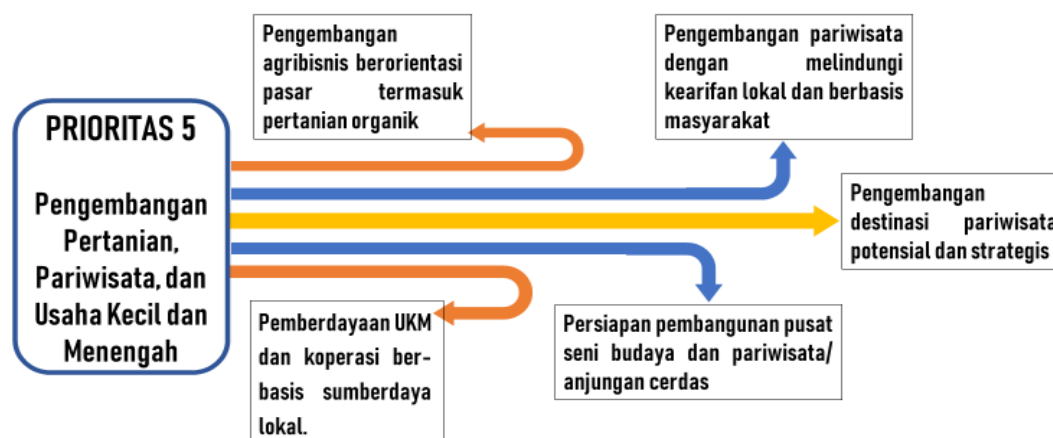 PRIORITAS 5
Pengembangan
Pertanian,
Pariwisata, dan
Usaha Kecil dan
Menengah
Pengembangan
agribisnis berorientasi
pasar termasuk
pertanian organik
Pengembangan pariwisata
dengan melindungi
kearifan lokal dan berbasis
masyarakat
Pengembangan
destinasi pariwisata
potensial dan strategis
Persiapan pembangunan pusat
seni budaya dan pariwisata/
anjungan cerdas
Pemberdayaan UKM
dan koperasi ber-
basis sumberdaya
lokal.